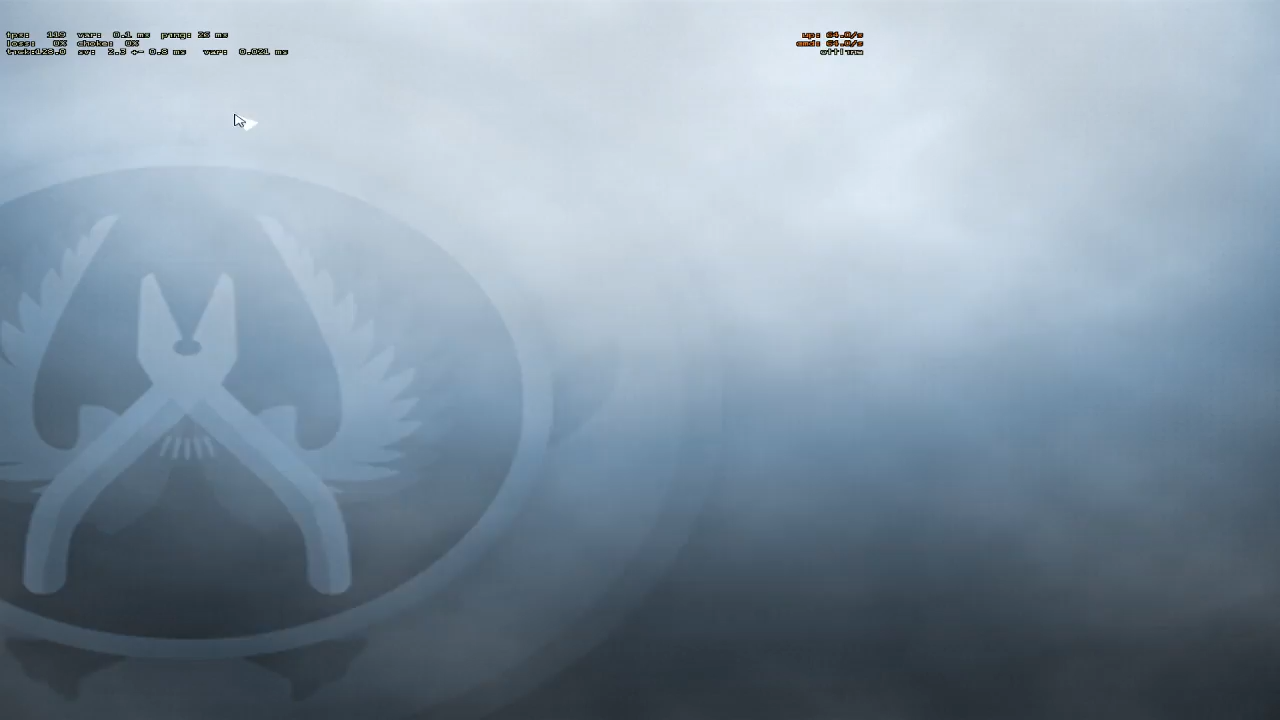 fps: 119 var: 0.1 ms ping: 26 ms
loss: 0% choke: 0%
tick:128.0 sv: 2.3 +- 0.8 ms var: 0.021 ms
up: 64.0/s
cmd: 64.0/s
offline